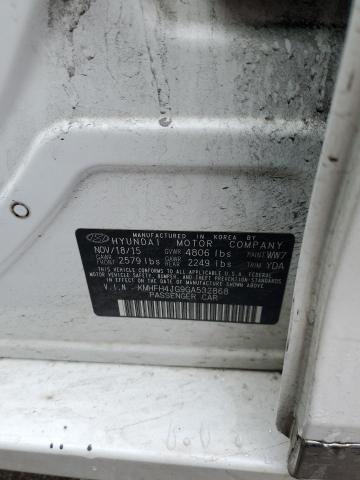 MANUFACTURED IN KOREA BY
HYUNDAI MOTOR COMPANY
NOV/18/15 GVWR 4806 lbs PAINT WW7
GAWR FRONT 2579 lbs GAWR REAR 2249 lbs TRIM YDA
THIS VEHICLE CONFORMS TO ALL APPLICABLE U.S.A. FEDERAL
MOTOR VEHICLE SAFETY, BUMPER, AND THEFT PREVENTION
STANDARDS IN EFFECT ON THE DATE OF MANUFACTURE SHOWN ABOVE.
V.I.N KMHFH4JG9GA532868
PASSENGER CAR